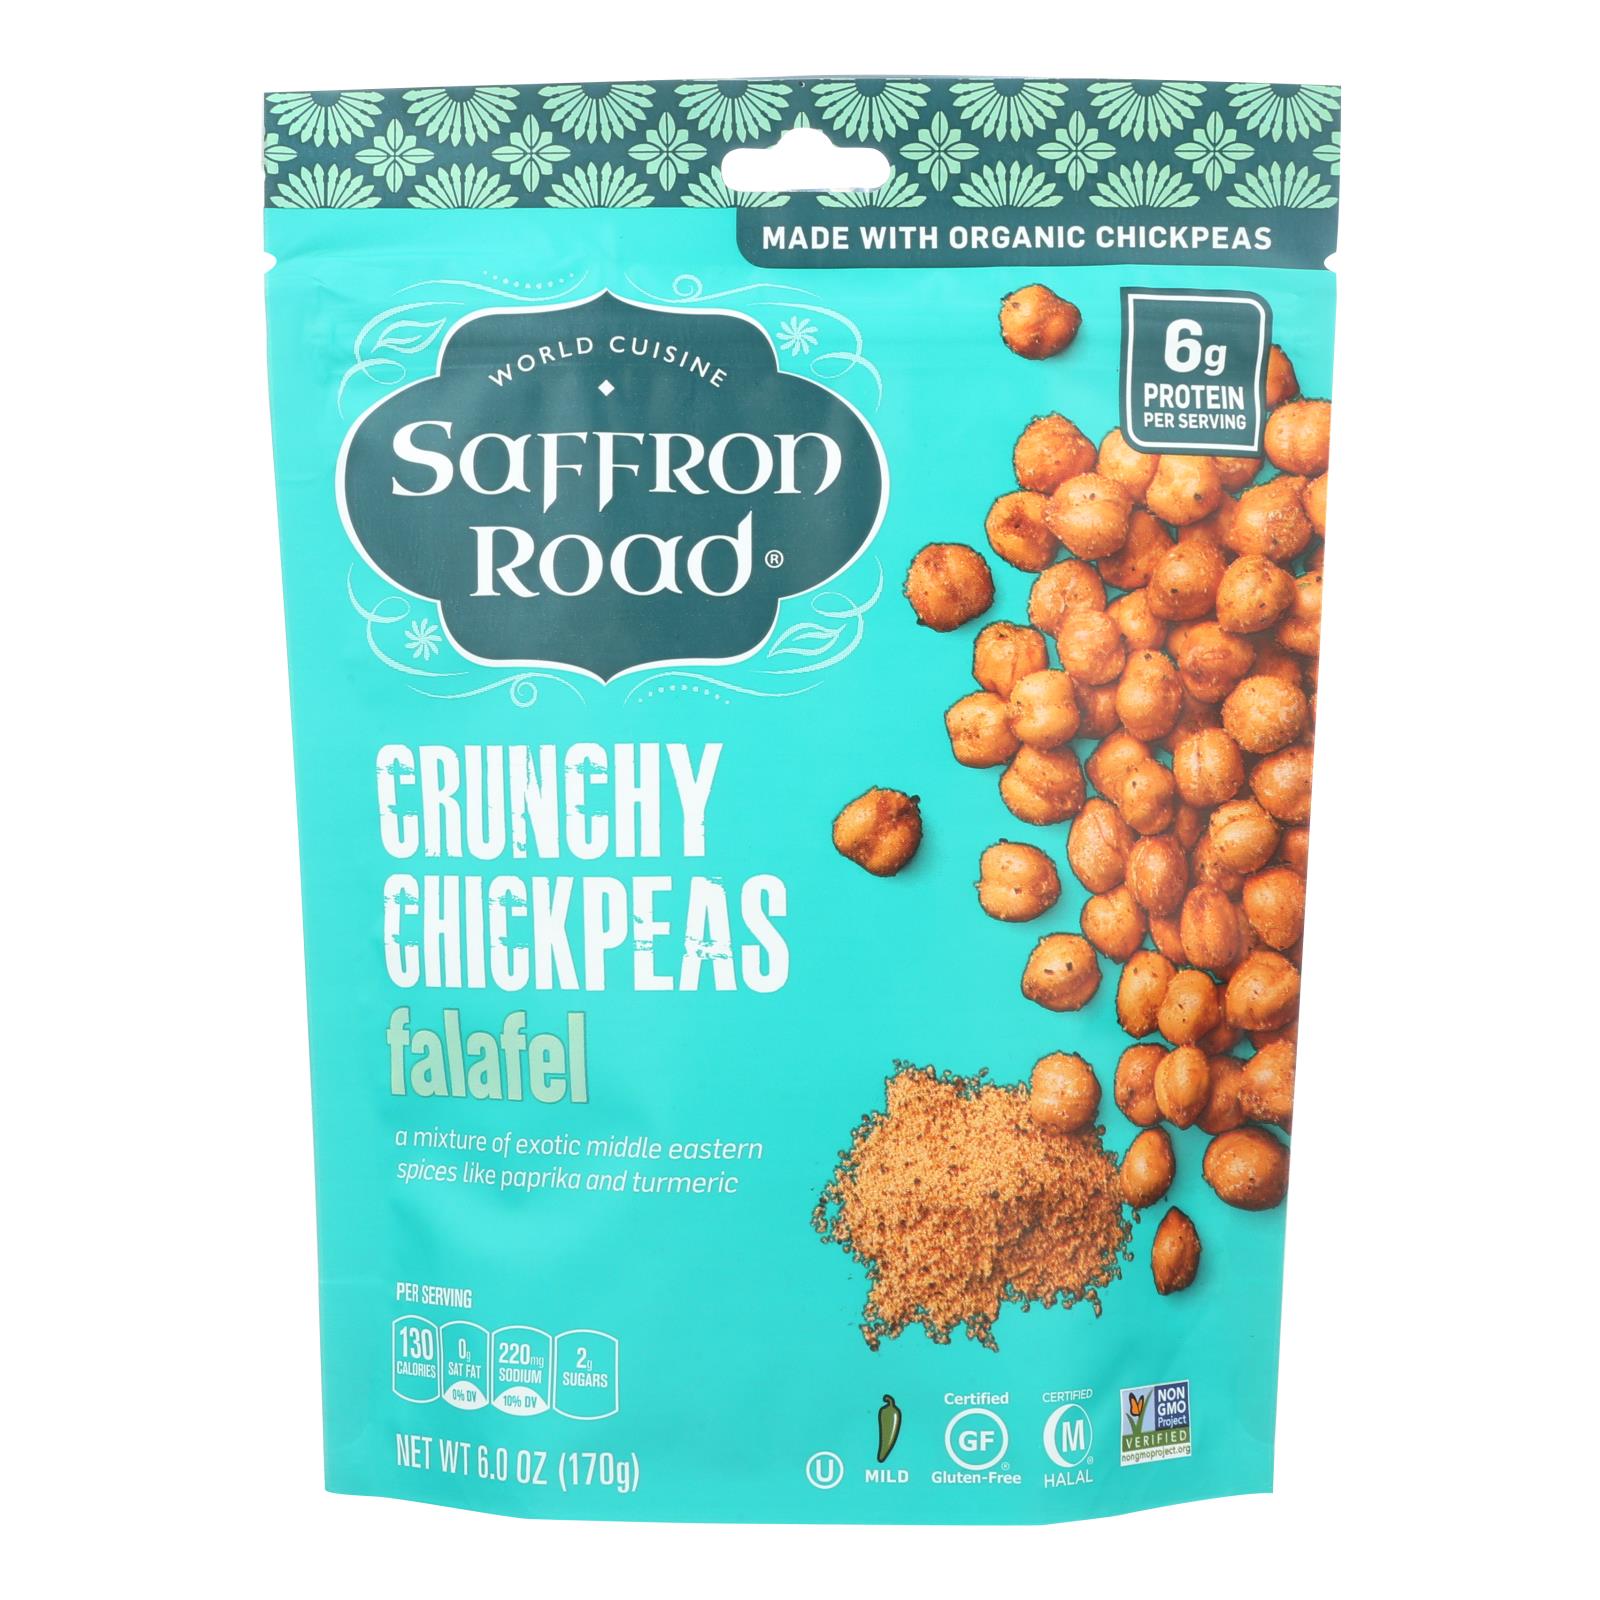 MADE WITH ORGANIC CHICKPEAS
6g
PROTEIN
PER SERVING
WORLD CUISINE
Saffron
Road®
CRUNCHY
CHICKPEAS
falafel
a mixture of exotic middle eastern
spices like paprika and turmeric
PER SERVING
130
CALORIES
0g
SAT FAT
0% DV
220mg
SODIUM
10% DV
2g
SUGARS
NET WT 6.0 OZ (170g)
U
MILD
Certified
GF®
Gluten-Free
CERTIFIED
M®
HALAL
NON
GMO
Project
VERIFIED
nongmoproject.org